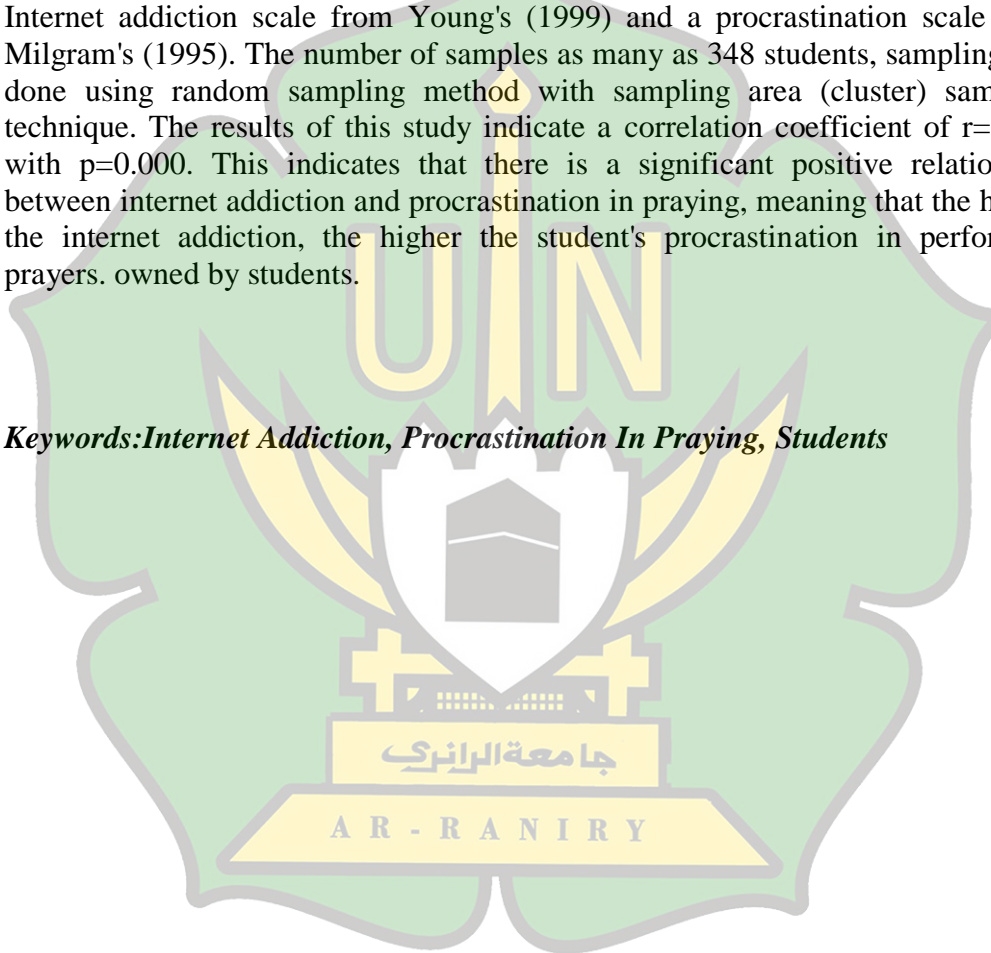 Internet addiction scale from Young's (1999) and a procrastination scale
Milgram's (1995). The number of samples as many as 348 students, sampling
done using random sampling method with sampling area (cluster) sam
technique. The results of this study indicate a correlation coefficient of r=
with p=0.000. This indicates that there is a significant positive relatio
between internet addiction and procrastination in praying, meaning that the h
the internet addiction, the higher the student's procrastination in perfor
prayers. owned by students.
Keywords:Internet Addiction, Procrastination In Praying, Students
UIN
جامعة الرانري
AR-RANIRY